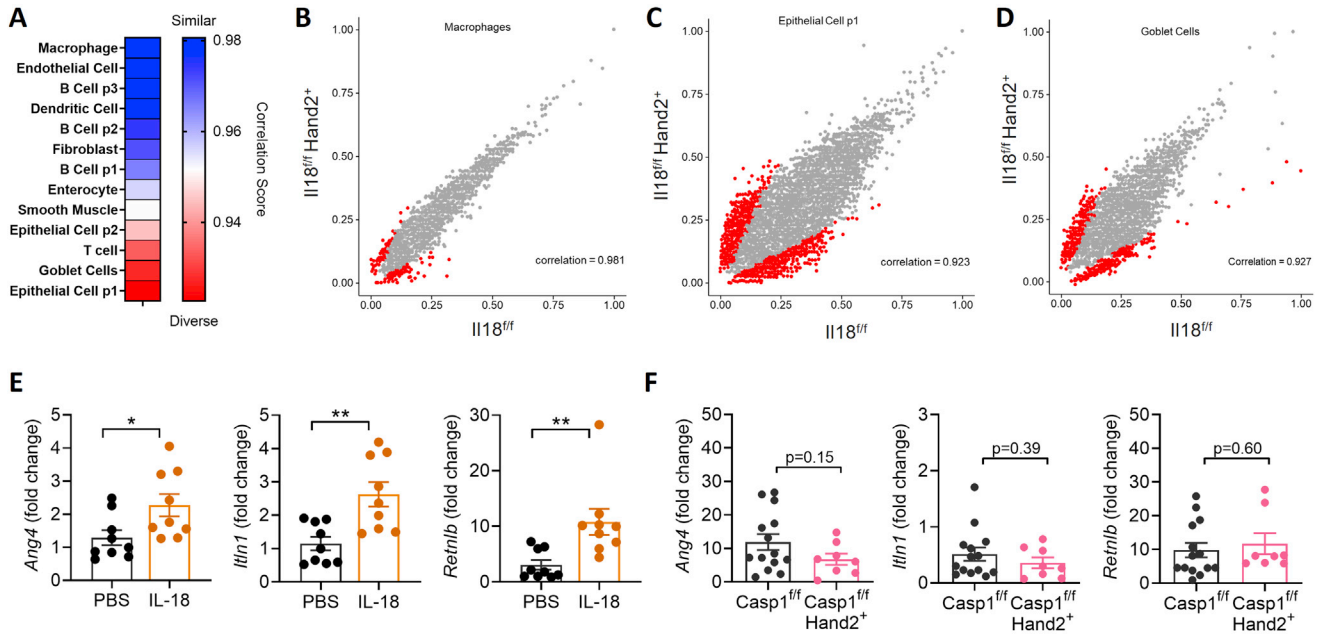 A
Similar
Macrophage
Endothelial Cell
B Cell p3
Dendritic Cell
B Cell p2
Fibroblast
B Cell p1
Enterocyte
Smooth Muscle
Epithelial Cell p2
T cell
Goblet Cells
Epithelial Cell p1
0.98
0.96
0.94
Correlation Score
Diverse
B
Macrophages
Il18f/f Hand2+
1.00
0.75
0.50
0.25
0.00
correlation = 0.981
0.00 0.25 0.50 0.75 1.00
Il18f/f
C
Epithelial Cell p1
Il18f/f Hand2+
1.00
0.75
0.50
0.25
0.00
correlation = 0.923
0.00 0.25 0.50 0.75 1.00
Il18f/f
D
Goblet Cells
Il18f/f Hand2+
1.00
0.75
0.50
0.25
0.00
correlation = 0.927
0.00 0.25 0.50 0.75 1.00
Il18f/f
E
Ang4 (fold change)
5
4
3
2
1
0
*
PBS IL-18
Itln1 (fold change)
5
4
3
2
1
0
**
PBS IL-18
Retnlb (fold change)
30
20
10
0
**
PBS IL-18
F
Ang4 (fold change)
50
40
30
20
10
0
p=0.15
Casp1f/f Casp1f/f
Hand2+
Itln1 (fold change)
3
2
1
0
p=0.39
Casp1f/f Casp1f/f
Hand2+
Retnlb (fold change)
50
40
30
20
10
0
p=0.60
Casp1f/f Casp1f/f
Hand2+